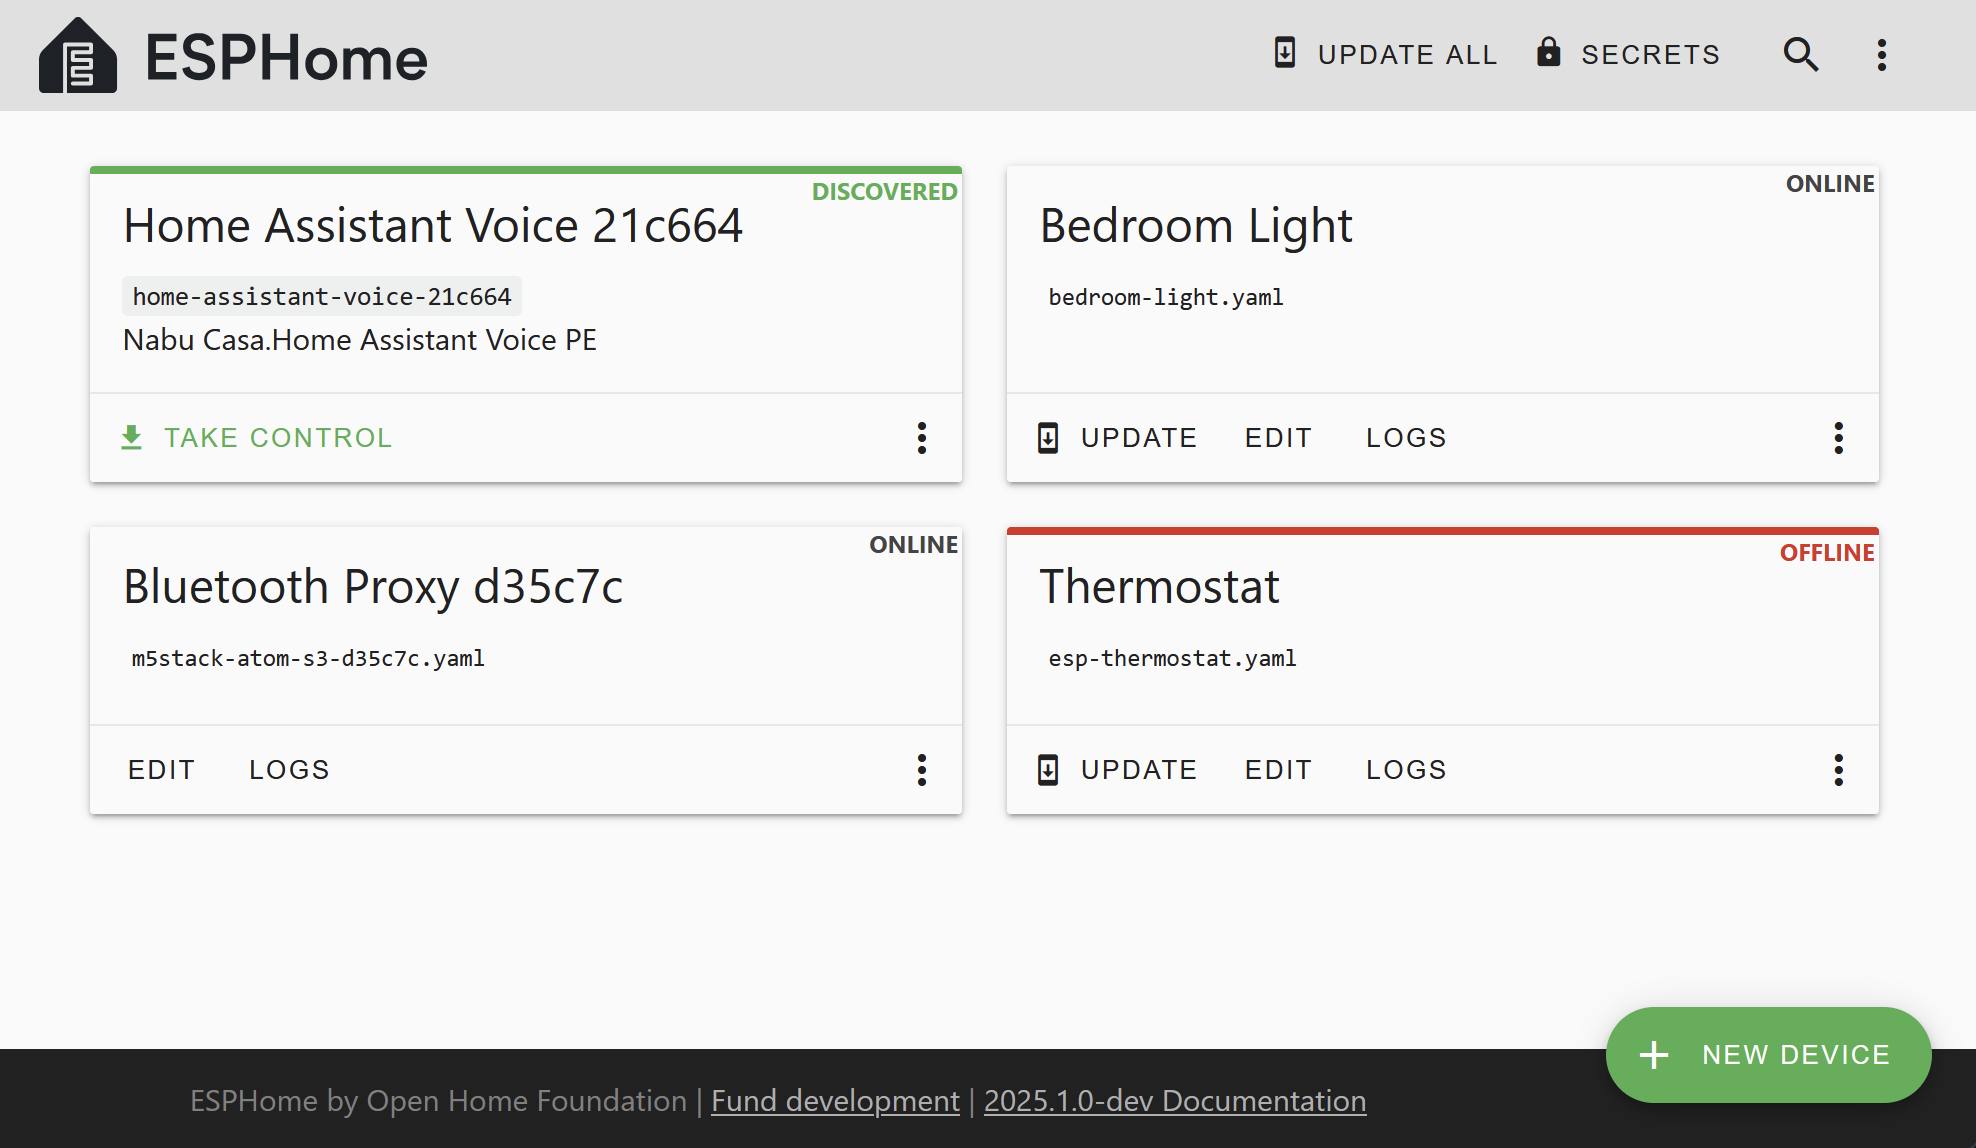 ESPHome
UPDATE ALL
SECRETS
DISCOVERED
Home Assistant Voice 21c664
home-assistant-voice-21c664
Nabu Casa.Home Assistant Voice PE
TAKE CONTROL
ONLINE
Bedroom Light
bedroom-light.yaml
UPDATE EDIT LOGS
ONLINE
Bluetooth Proxy d35c7c
m5stack-atom-s3-d35c7c.yaml
EDIT LOGS
OFFLINE
Thermostat
esp-thermostat.yaml
UPDATE EDIT LOGS
NEW DEVICE
ESPHome by Open Home Foundation | Fund development | 2025.1.0-dev Documentation